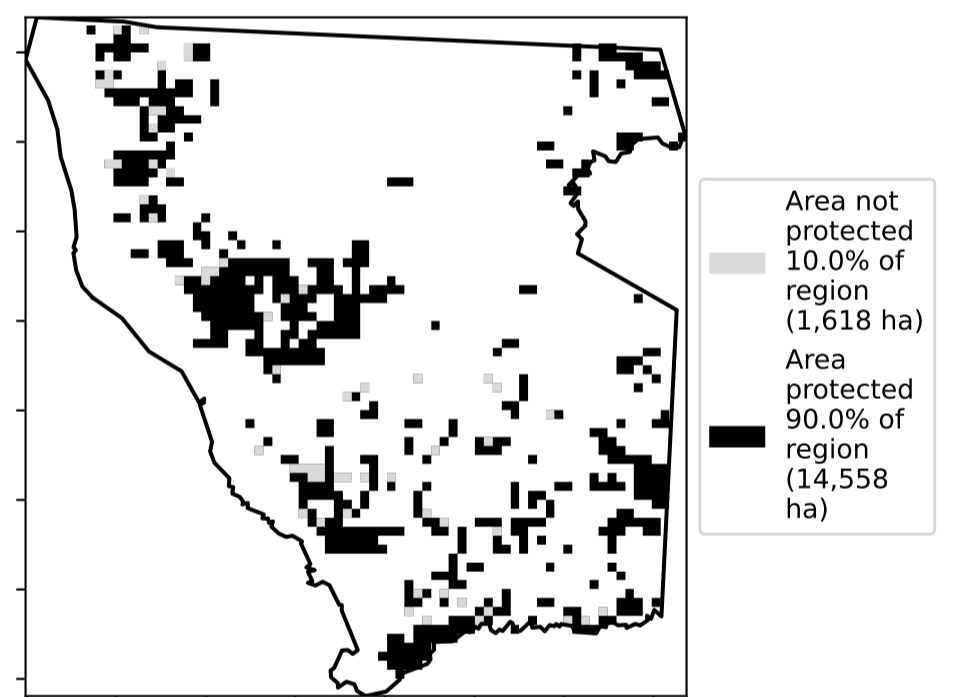 Area not
protected
10.0% of
region
(1,618 ha)
Area
protected
90.0% of
region
(14,558
ha)